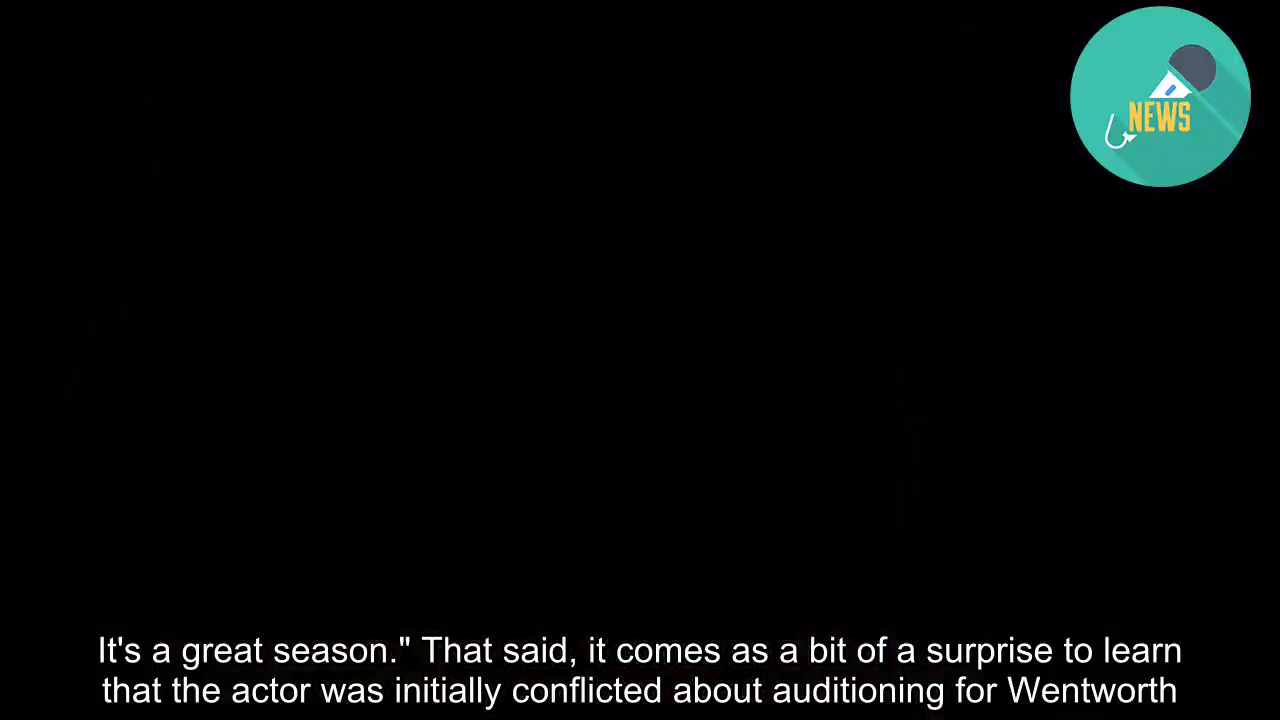 NEWS
It's a great season." That said, it comes as a bit of a surprise to learn
that the actor was initially conflicted about auditioning for Wentworth